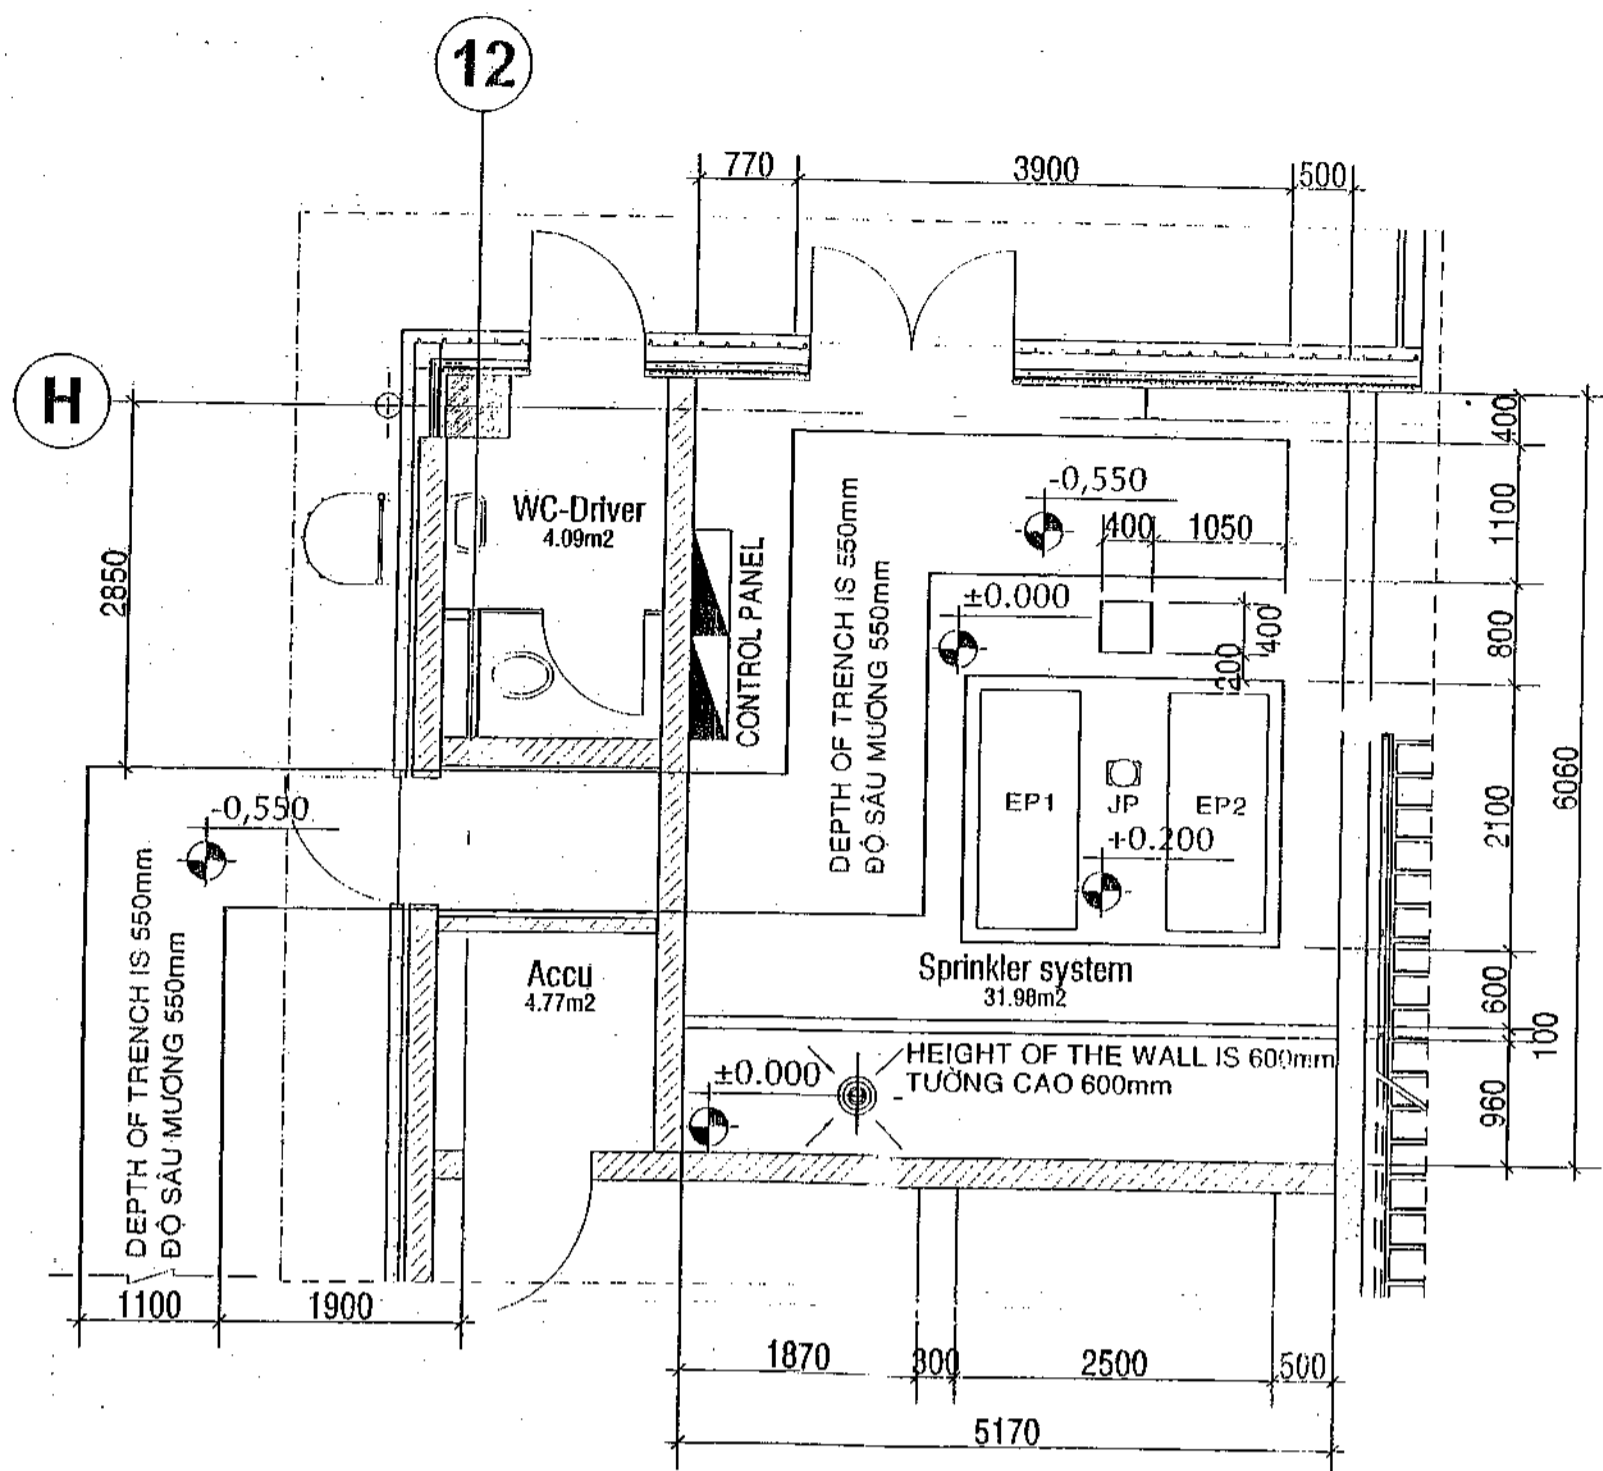 12
770
3900
500
H
400
-0,550
WC-Driver
4.09m2
400
1050
1100
2850
CONTROL PANEL
DEPTH OF TRENCH IS 550mm
ĐỘ SÂU MƯƠNG 550mm
±0.000
400
200
800
6060
-0,550
EP1
JP
EP2
+0.200
2100
DEPTH OF TRENCH IS 550mm
ĐỘ SÂU MƯƠNG 550mm
Accu
4.77m2
Sprinkler system
31.98m2
600
100
±0.000
HEIGHT OF THE WALL IS 600mm
TƯỜNG CAO 600mm
960
1100
1900
1870
300
2500
500
5170